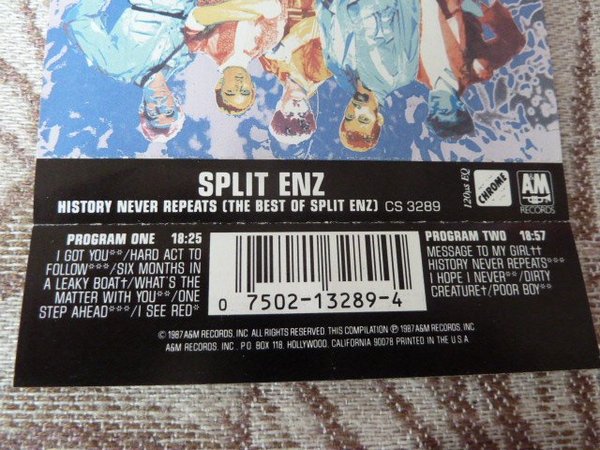 SPLIT ENZ
HISTORY NEVER REPEATS (THE BEST OF SPLIT ENZ) CS 3289
120µs EQ
CHROME
A&M
RECORDS
PROGRAM ONE 18:25
I GOT YOU**/HARD ACT TO
FOLLOW***/SIX MONTHS IN
A LEAKY BOAT†/WHAT'S THE
MATTER WITH YOU**/ONE
STEP AHEAD***/I SEE RED*
0 7502-13289-4
PROGRAM TWO 18:57
MESSAGE TO MY GIRL††
HISTORY NEVER REPEATS***
I HOPE I NEVER**/DIRTY
CREATURE†/POOR BOY**
© 1987 A&M RECORDS, INC. ALL RIGHTS RESERVED. THIS COMPILATION ℗ 1987 A&M RECORDS, INC.
A&M RECORDS, INC. P.O. BOX 118, HOLLYWOOD, CALIFORNIA 90078 PRINTED IN THE U.S.A.